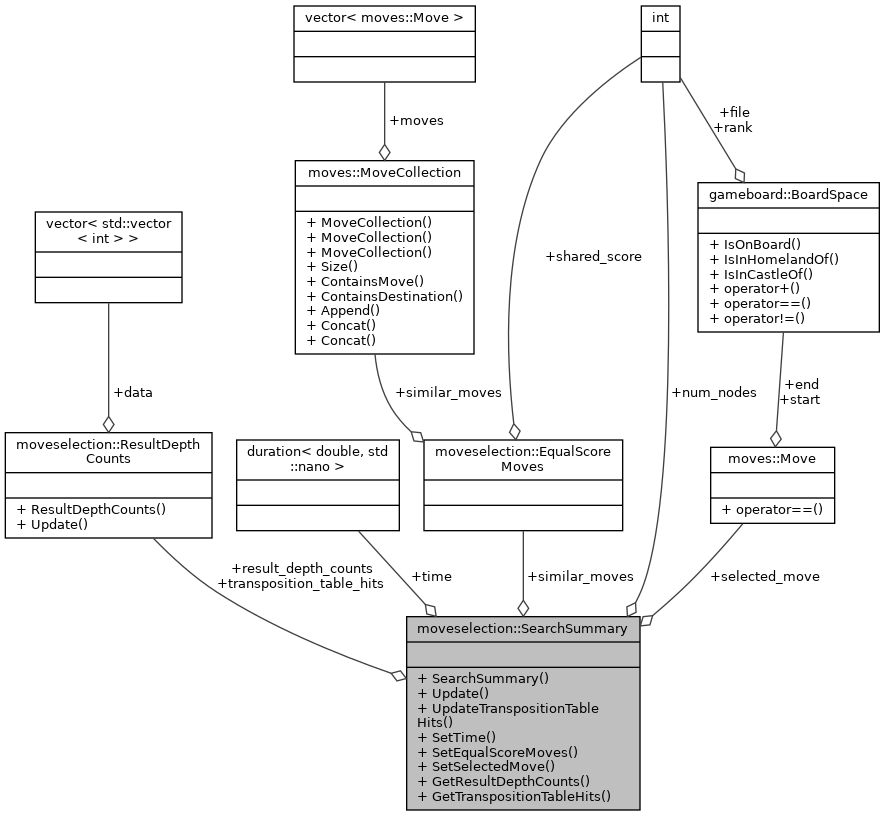 vector< moves::Move >
int
+moves
+file
+rank
moves::MoveCollection
+ MoveCollection()
+ MoveCollection()
+ MoveCollection()
+ Size()
+ ContainsMove()
+ ContainsDestination()
+ Append()
+ Concat()
+ Concat()
gameboard::BoardSpace
+ IsOnBoard()
+ IsInHomelandOf()
+ IsInCastleOf()
+ operator+()
+ operator==()
+ operator!=()
vector< std::vector
< int > >
+shared_score
+data
+similar_moves
+num_nodes
+end
+start
moveselection::ResultDepth
Counts
+ ResultDepthCounts()
+ Update()
duration< double, std
::nano >
moveselection::EqualScore
Moves
moves::Move
+ operator==()
+result_depth_counts
+transposition_table_hits
+time
+similar_moves
+selected_move
moveselection::SearchSummary
+ SearchSummary()
+ Update()
+ UpdateTranspositionTable
Hits()
+ SetTime()
+ SetEqualScoreMoves()
+ SetSelectedMove()
+ GetResultDepthCounts()
+ GetTranspositionTableHits()